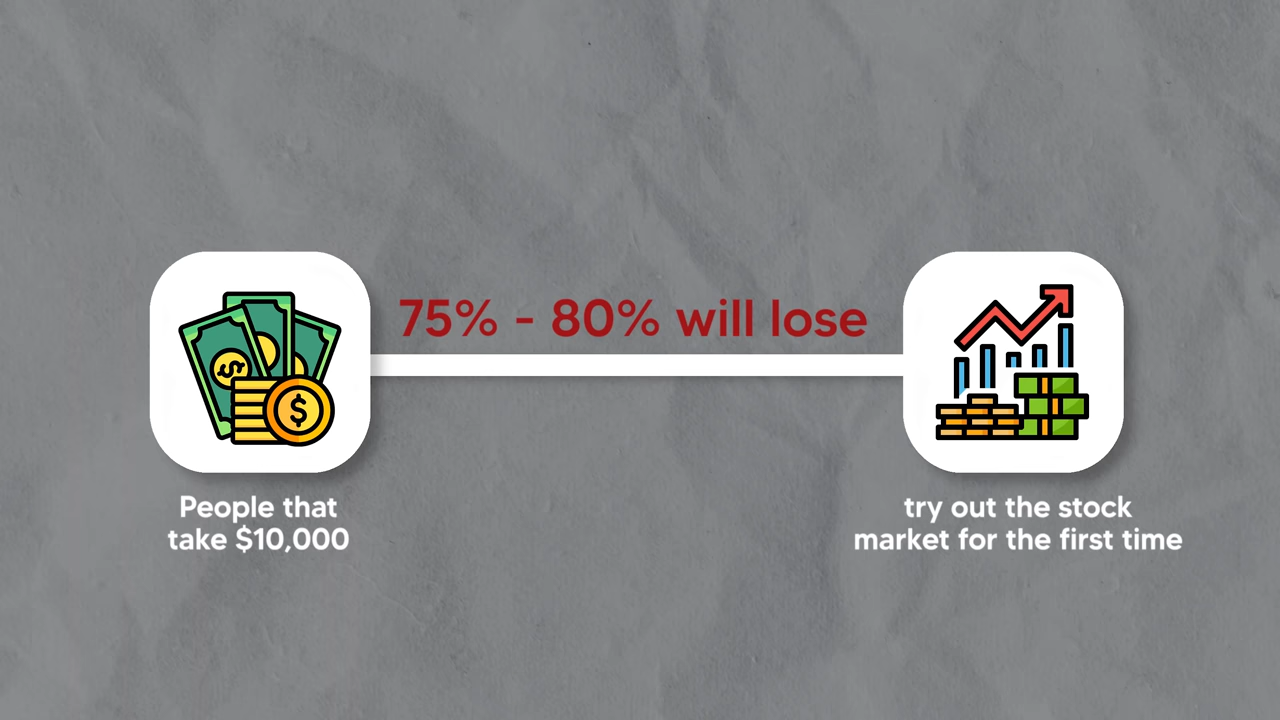 75% - 80% will lose
People that
take $10,000
try out the stock
market for the first time